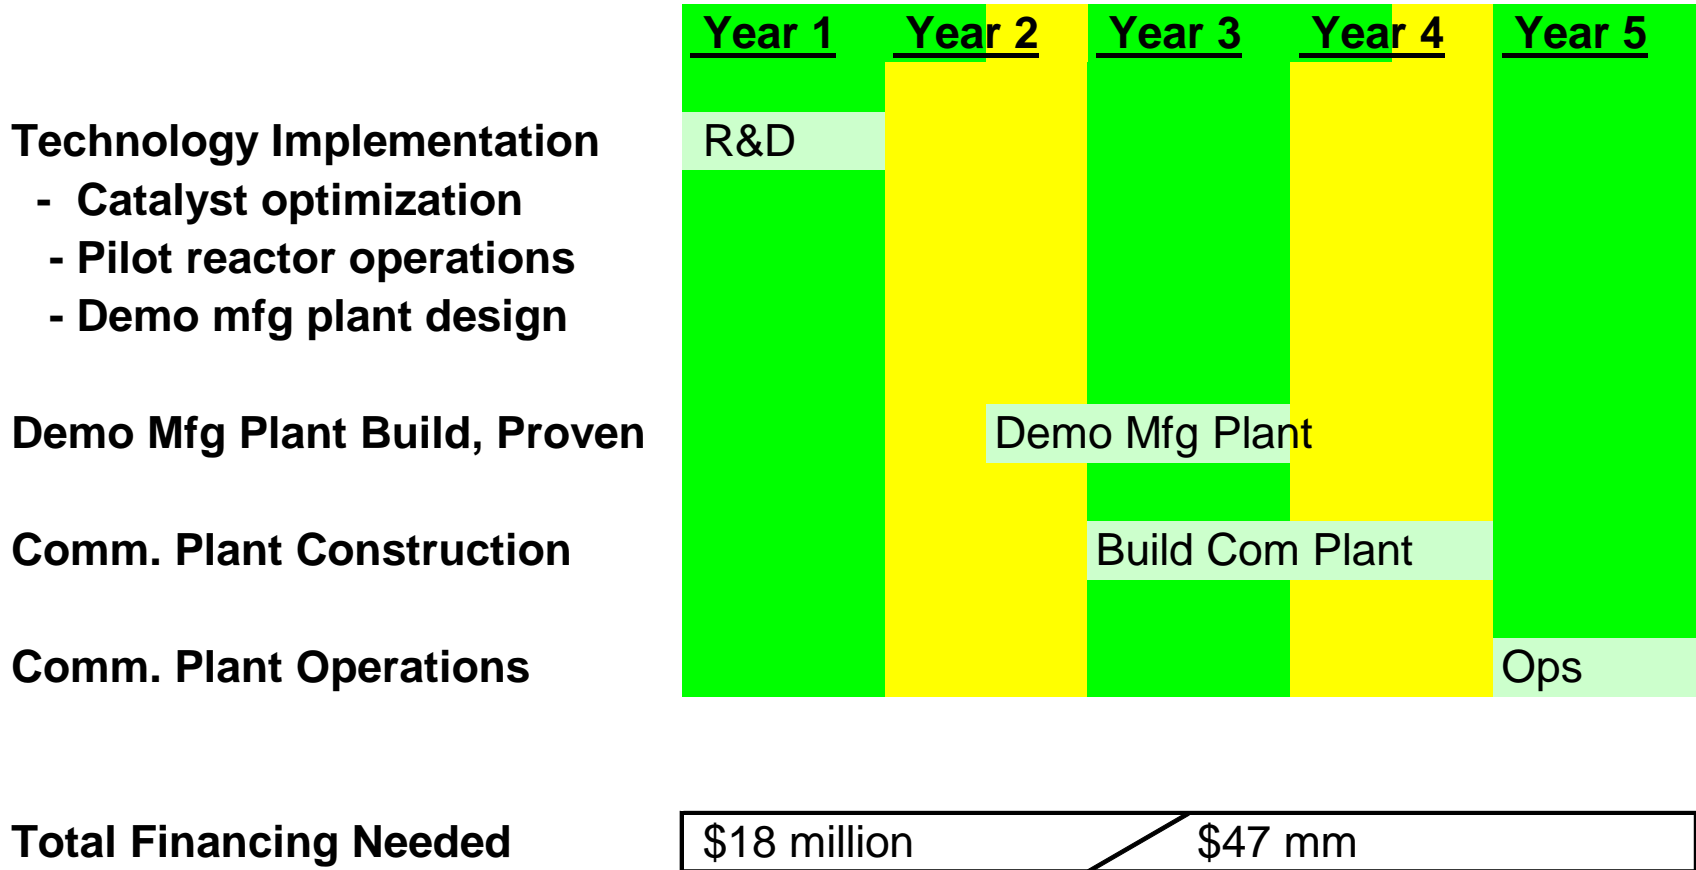 Year 1 Year 2 Year 3 Year 4 Year 5
Technology Implementation R&D
- Catalyst optimization
- Pilot reactor operations
- Demo mfg plant design
Demo Mfg Plant Build, Proven Demo Mfg Plant
Comm. Plant Construction Build Com Plant
Comm. Plant Operations Ops
Total Financing Needed $18 million $47 mm